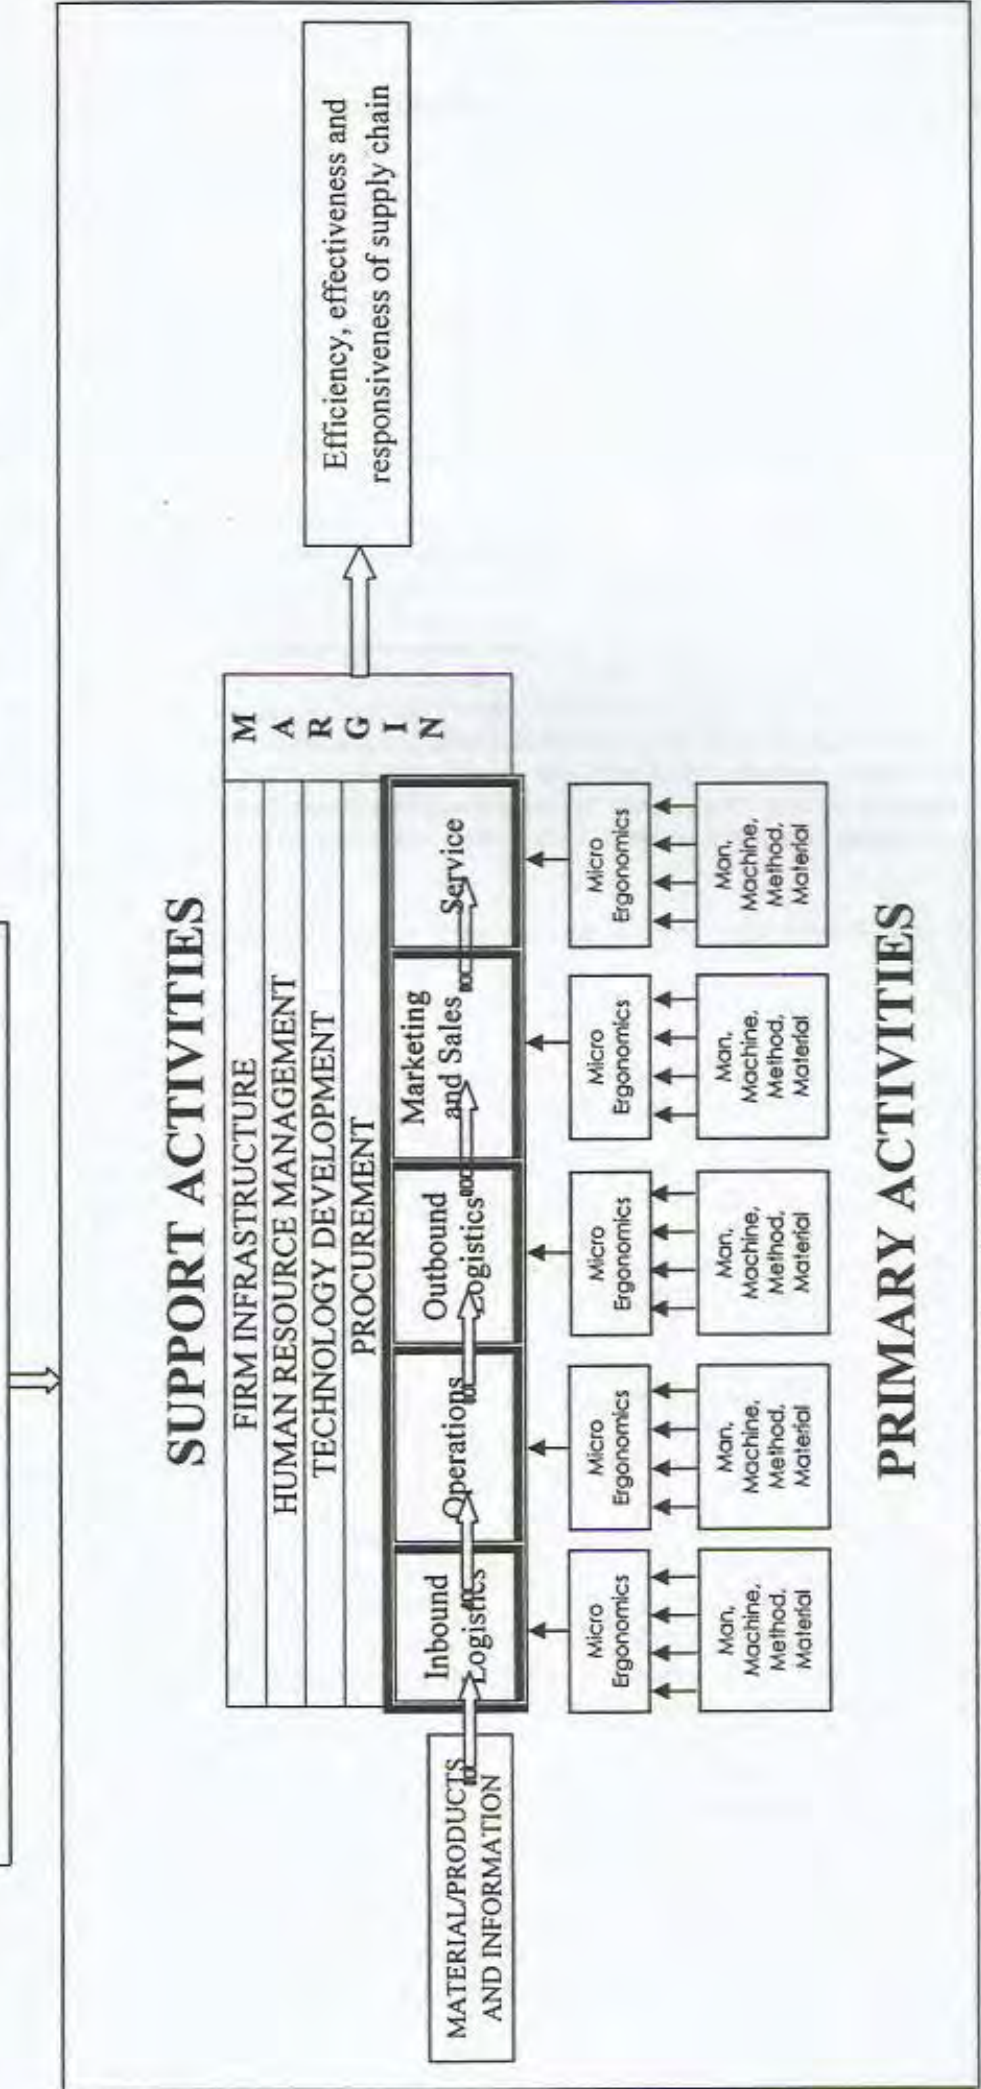 SUPPORT ACTIVITIES
FIRM INFRASTRUCTURE
HUMAN RESOURCE MANAGEMENT
TECHNOLOGY DEVELOPMENT
PROCUREMENT
M
A
R
G
I
N
Efficiency, effectiveness and
responsiveness of supply chain
MATERIAL/PRODUCTS
AND INFORMATION
Inbound
Logistics
Operations
Outbound
Logistics
Marketing
and Sales
Service
Micro
Ergonomics
Micro
Ergonomics
Micro
Ergonomics
Micro
Ergonomics
Micro
Ergonomics
Man,
Machine,
Method,
Material
Man,
Machine,
Method,
Material
Man,
Machine,
Method,
Material
Man,
Machine,
Method,
Material
Man,
Machine,
Method,
Material
PRIMARY ACTIVITIES